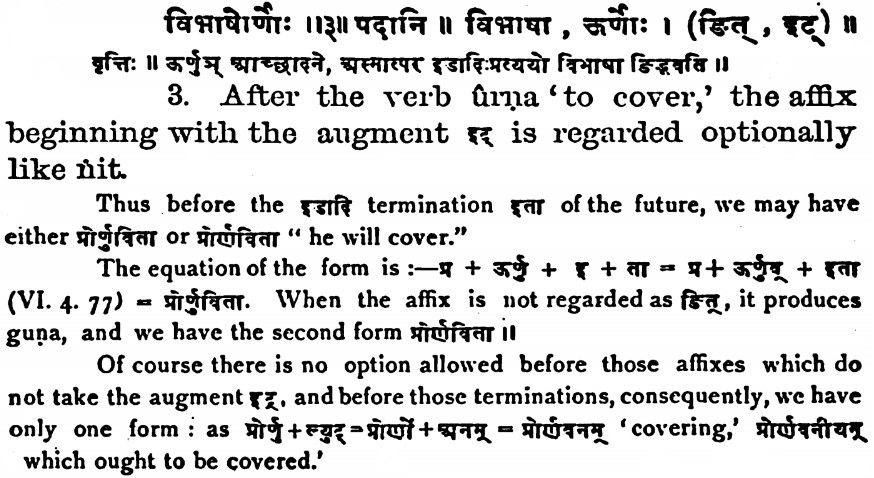 विभाषोर्णोः ॥३॥ पदानि ॥ विभाषा , ऊर्णोः । (ङित् , इट्) ॥
वृत्तिः ॥ ऊर्णुञ् आच्छादने, अस्मात्पर इडादिःप्रत्ययो विभाषा ङिद्भवति ॥
3. After the verb ûrṇa ‘to cover,’ the affix
beginning with the augment इट् is regarded optionally
like ṅit.
Thus before the इडादि termination इता of the future, we may have
either प्रोर्णुविता or प्रोर्णविता “ he will cover.”
The equation of the form is :—प्र + ऊर्णु + इ + ता = प्र + ऊर्णुव् + इता
(VI. 4. 77) = प्रोर्णुविता. When the affix is not regarded as ङित्, it produces
guṇa, and we have the second form प्रोर्णविता ॥
Of course there is no option allowed before those affixes which do
not take the augment इट्, and before those terminations, consequently, we have
only one form : as प्रोर्णु+ल्युट्=प्रोर्णो+अनम् = प्रोर्णवनम् ‘covering,’ प्रोर्णवनीयम्
which ought to be covered.’